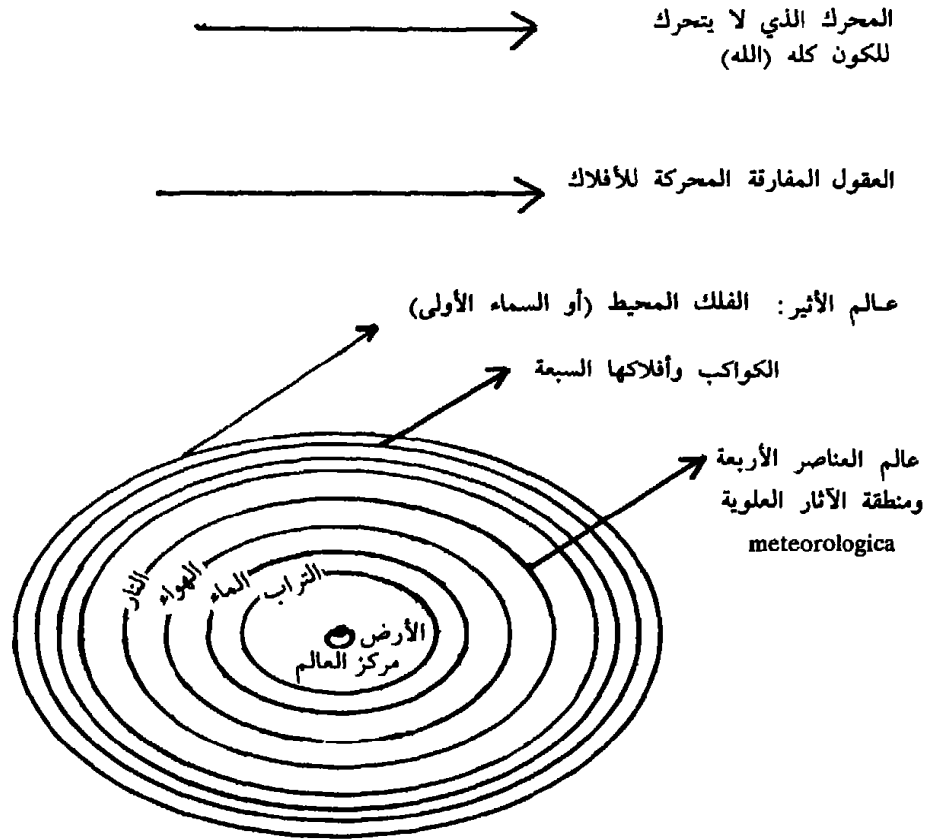 المحرك الذي لا يتحرك
للكون كله (الله)
العقول المفارقة المحركة للأفلاك
عالم الأثير: الفلك المحيط (أو السماء الأولى)
الكواكب وأفلاكها السبعة
عالم العناصر الأربعة
ومنطقة الآثار العلوية
meteorologica
التراب
الماء
الهواء
النار
الأرض
مركز العالم